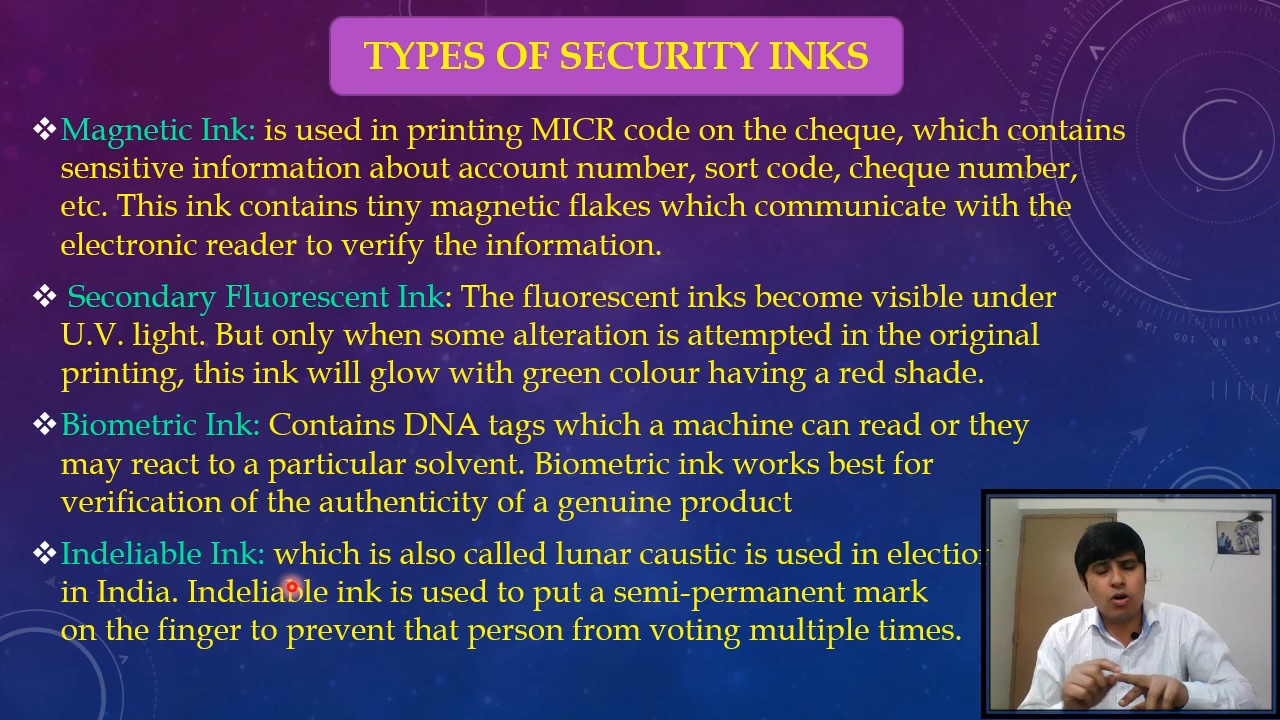 TYPES OF SECURITY INKS
❖Magnetic Ink: is used in printing MICR code on the cheque, which contains
sensitive information about account number, sort code, cheque number,
etc. This ink contains tiny magnetic flakes which communicate with the
electronic reader to verify the information.
❖ Secondary Fluorescent Ink: The fluorescent inks become visible under
U.V. light. But only when some alteration is attempted in the original
printing, this ink will glow with green colour having a red shade.
❖Biometric Ink: Contains DNA tags which a machine can read or they
may react to a particular solvent. Biometric ink works best for
verification of the authenticity of a genuine product
❖Indeliable Ink: which is also called lunar caustic is used in election
in India. Indeliable ink is used to put a semi-permanent mark
on the finger to prevent that person from voting multiple times.